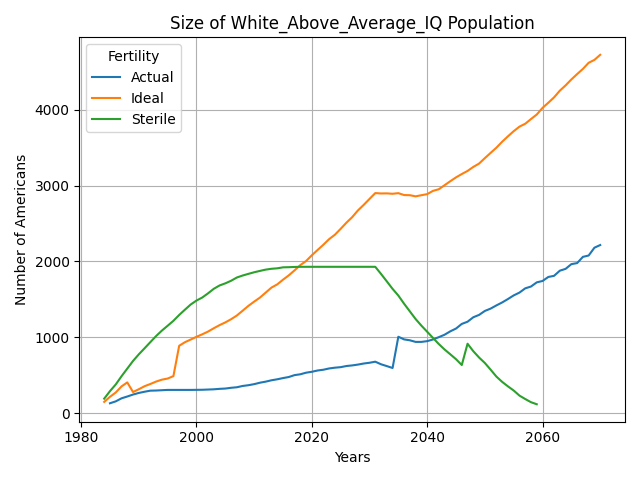 Size of White_Above_Average_IQ Population
Fertility
Actual
Ideal
Sterile
Number of Americans
4000
3000
2000
1000
0
1980
2000
2020
2040
2060
Years